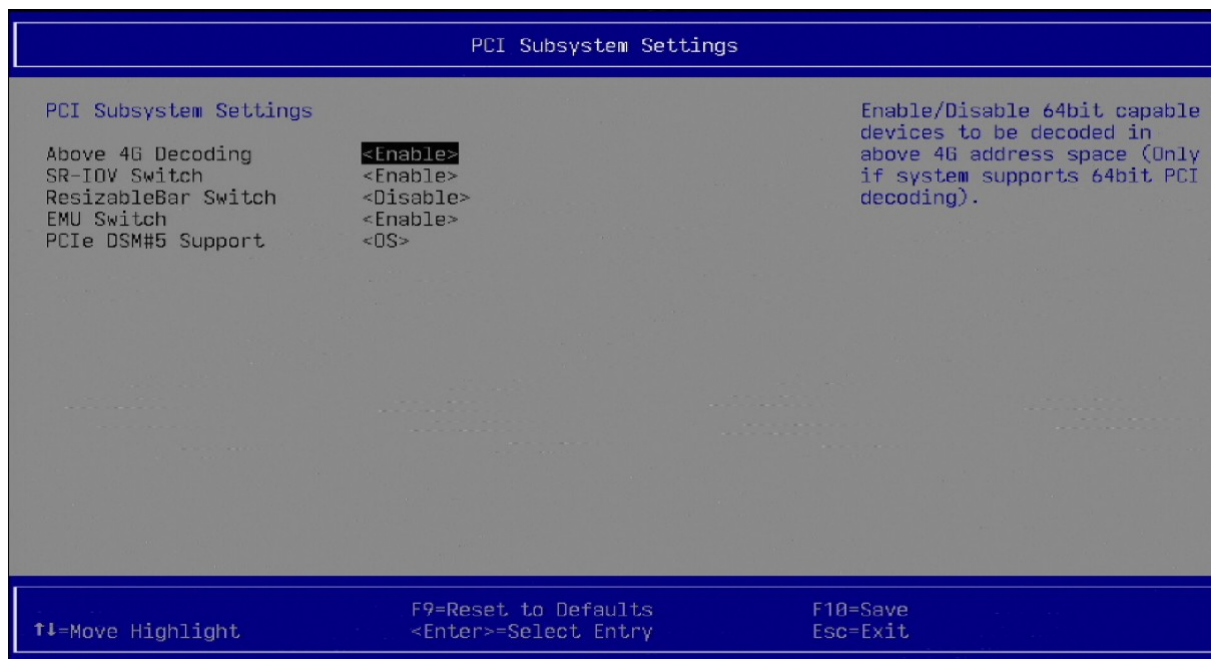 PCI Subsystem Settings
PCI Subsystem Settings
Above 4G Decoding <Enable>
SR-IOV Switch <Enable>
ResizableBar Switch <Disable>
EMU Switch <Enable>
PCIe DSM#5 Support <OS>
Enable/Disable 64bit capable
devices to be decoded in
above 4G address space (Only
if system supports 64bit PCI
decoding).
F9=Reset to Defaults F10=Save
↑↓=Move Highlight <Enter>=Select Entry Esc=Exit